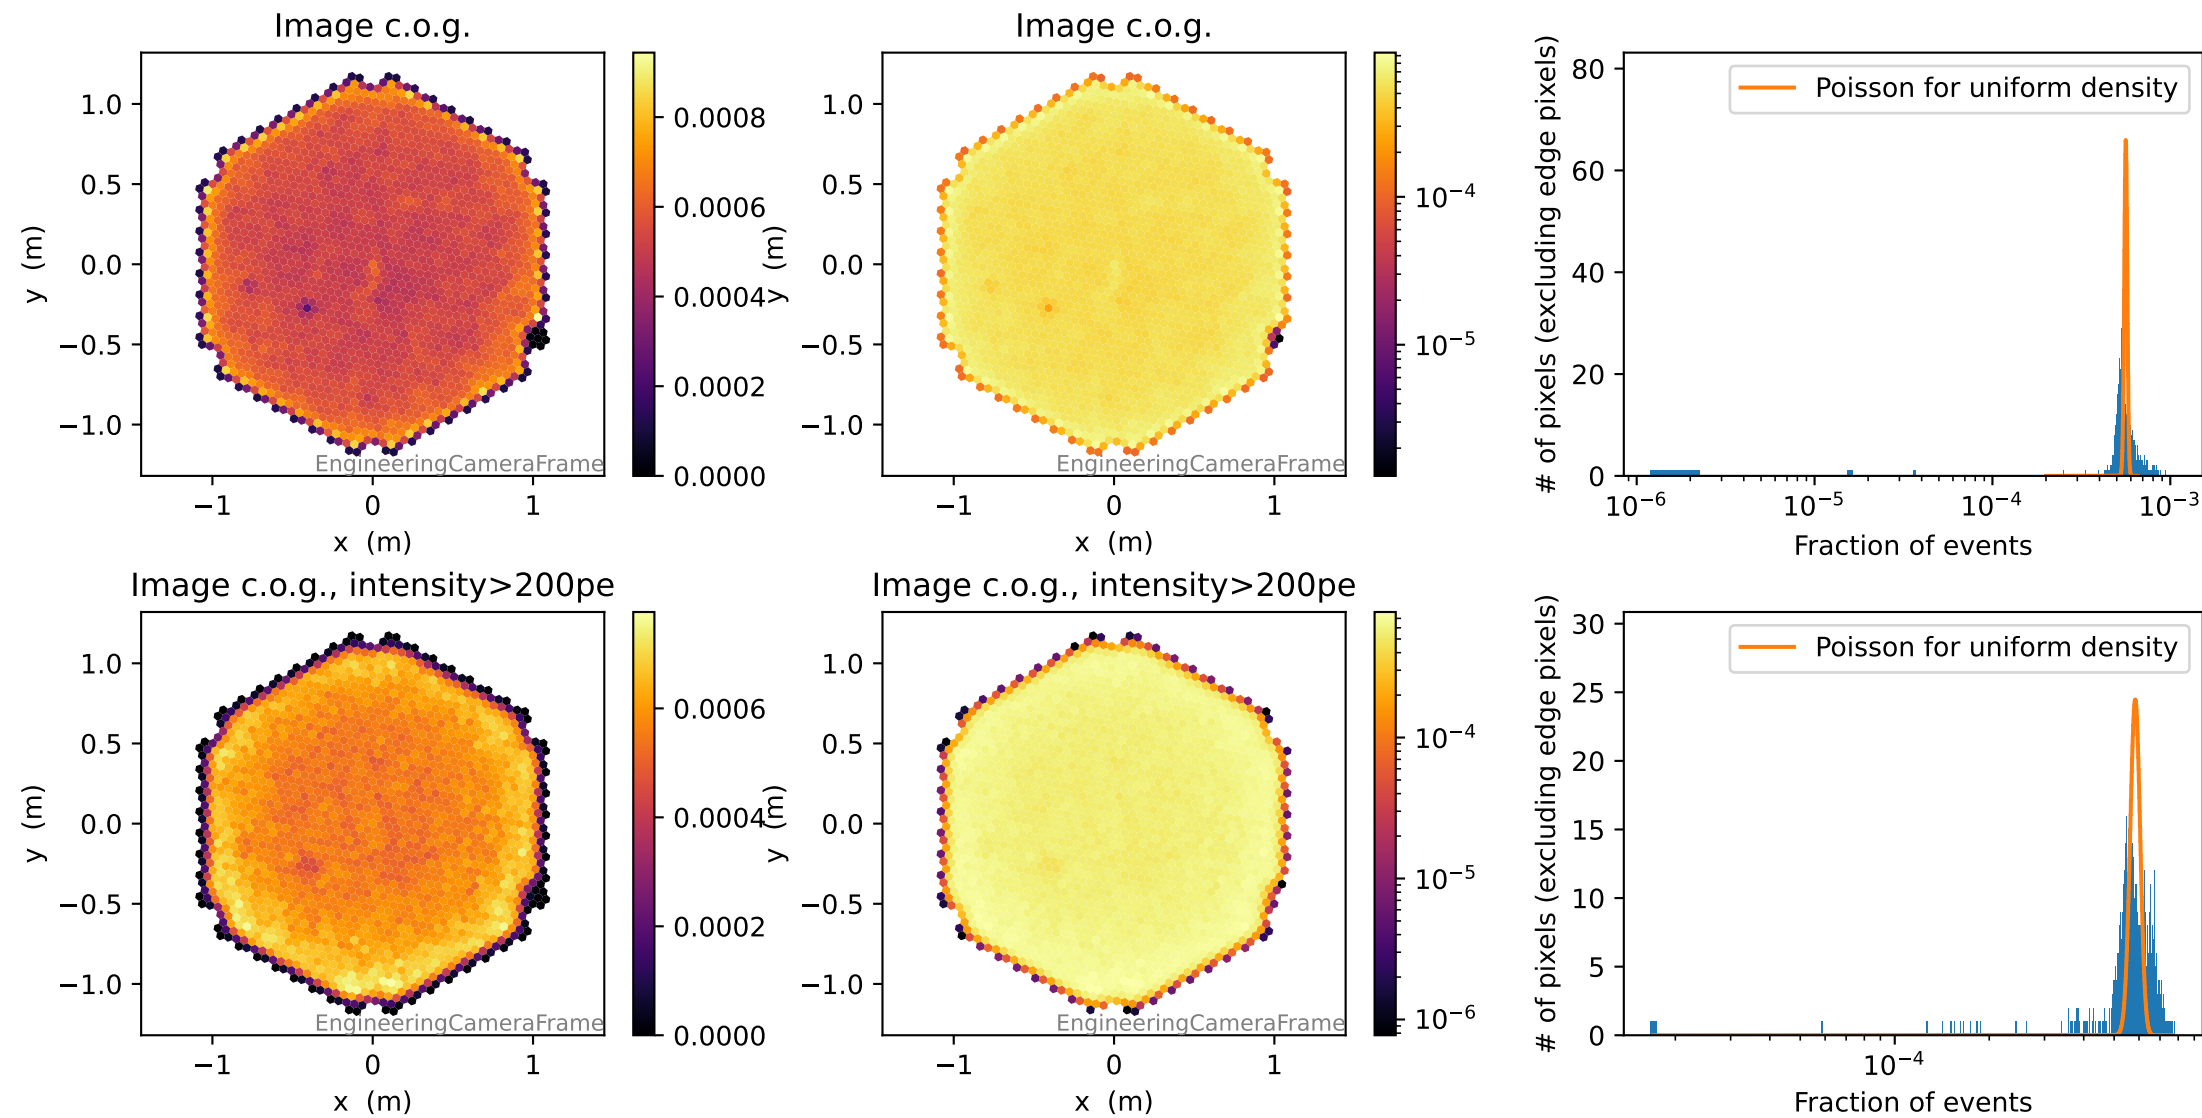 Image c.o.g.
1.0
0.5
0.0
−0.5
−1.0
y (m)
−1
0
1
x (m)
EngineeringCameraFrame
0.0008
0.0006
0.0004
0.0002
0.0000
Image c.o.g.
1.0
0.5
0.0
−0.5
−1.0
y (m)
−1
0
1
x (m)
EngineeringCameraFrame
10⁻⁴
10⁻⁵
80
60
40
20
0
# of pixels (excluding edge pixels)
Poisson for uniform density
10⁻⁶
10⁻⁵
10⁻⁴
10⁻³
Fraction of events
Image c.o.g., intensity>200pe
1.0
0.5
0.0
−0.5
−1.0
y (m)
−1
0
1
x (m)
EngineeringCameraFrame
0.0006
0.0004
0.0002
0.0000
Image c.o.g., intensity>200pe
1.0
0.5
0.0
−0.5
−1.0
y (m)
−1
0
1
x (m)
EngineeringCameraFrame
10⁻⁴
10⁻⁵
10⁻⁶
30
25
20
15
10
5
0
# of pixels (excluding edge pixels)
Poisson for uniform density
10⁻⁴
Fraction of events